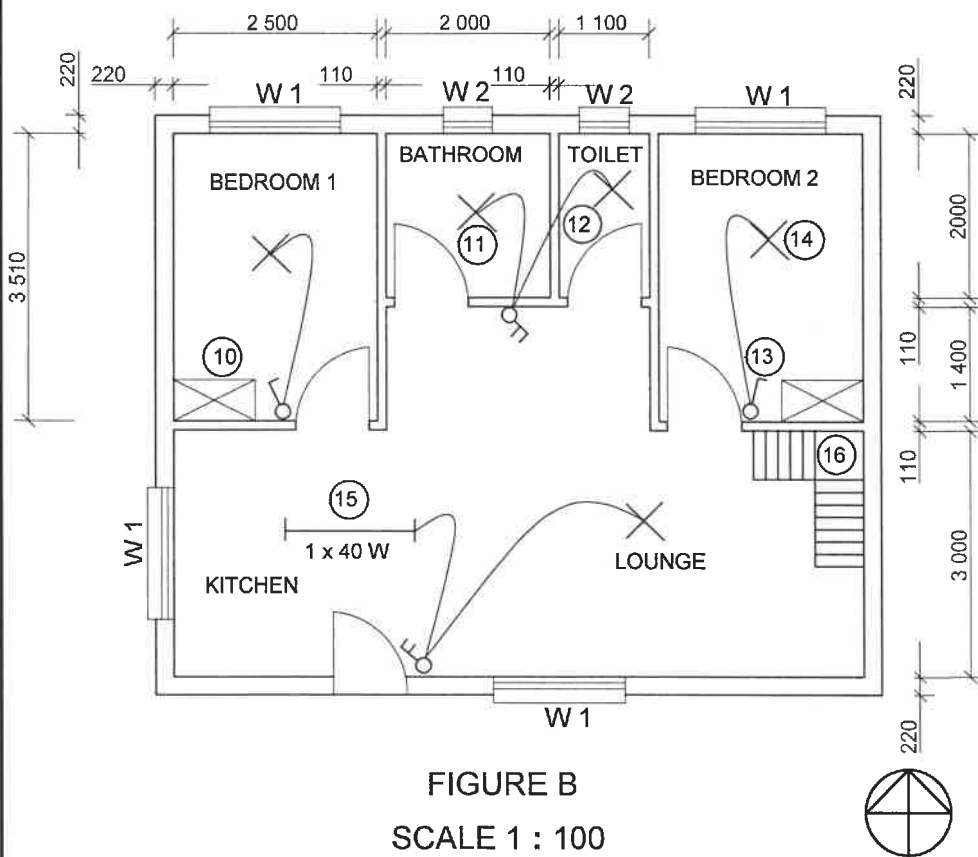 2 500 2 000 1 100
220 220 110 110 220
W 1 W 2 W 2 W 1
BATHROOM TOILET
BEDROOM 1 BEDROOM 2
2000
11 12 14
3 510
10 13
110
1 400
16
110
15
1 x 40 W
W 1
LOUNGE
3 000
KITCHEN
W 1
220
FIGURE B
SCALE 1 : 100